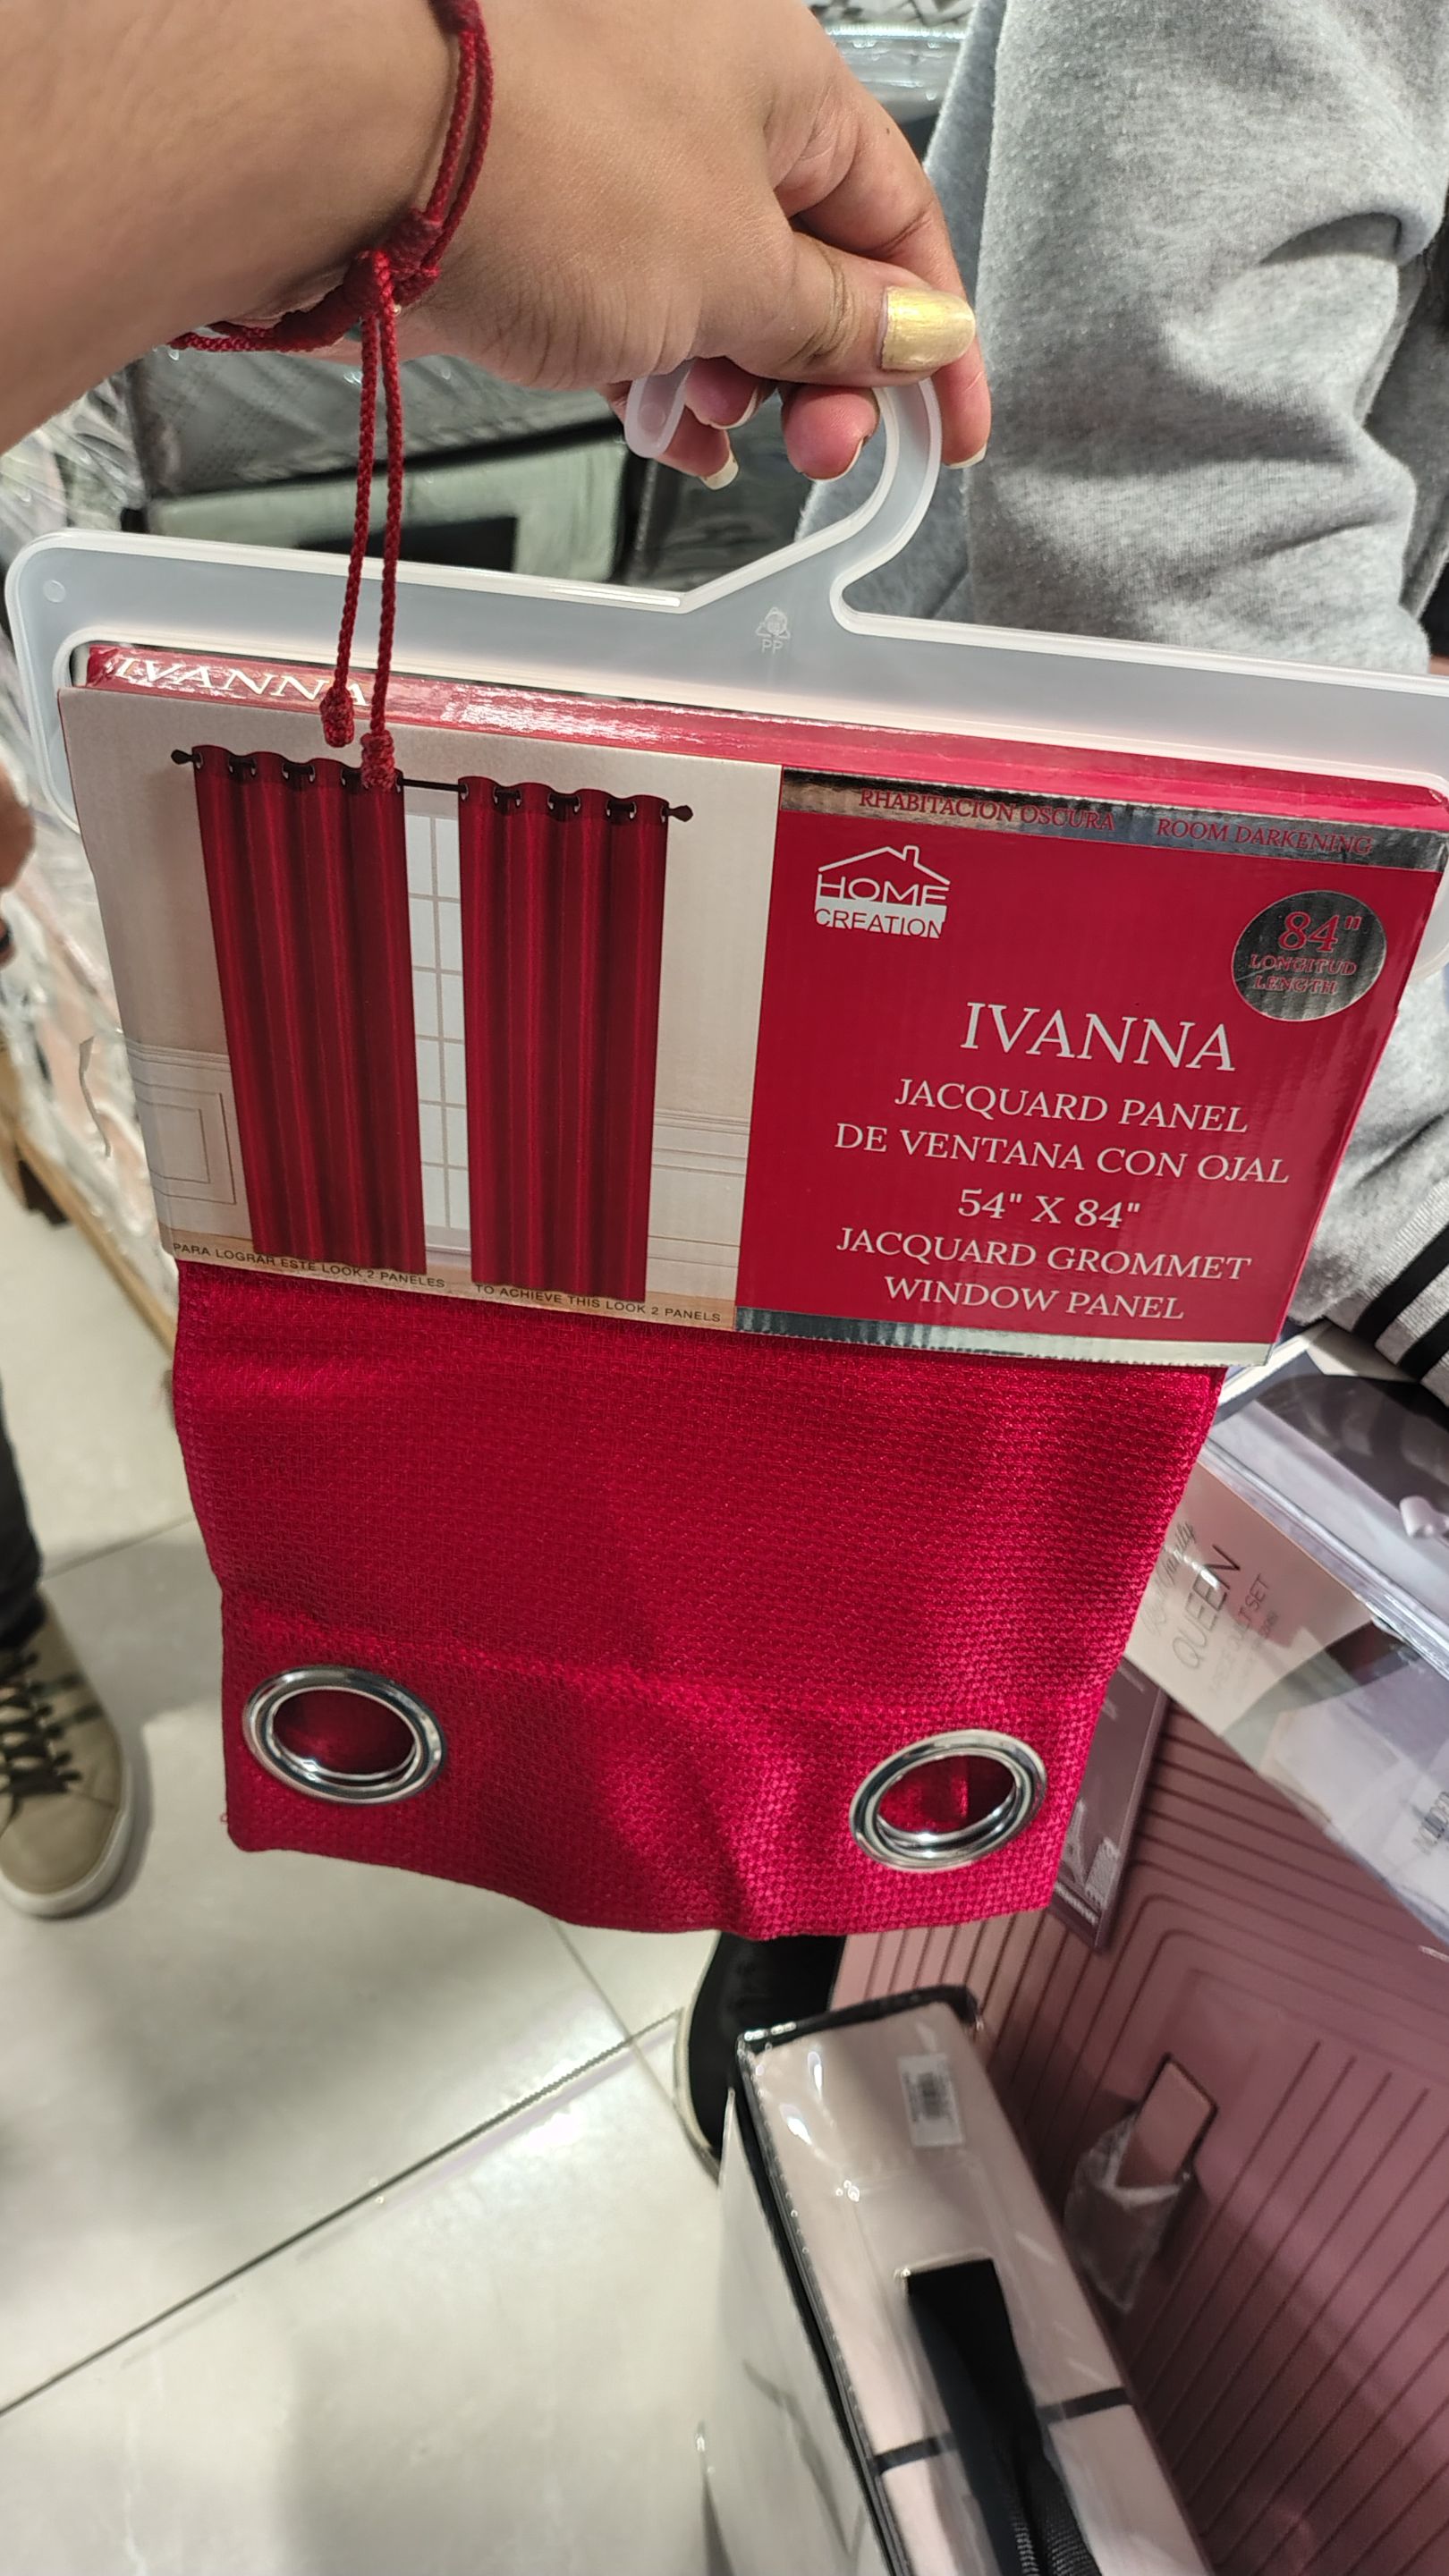 PP
IVANNA
RHABITACION OSCURA ROOM DARKENING
HOME
CREATION
84"
LONGITUD
LENGTH
IVANNA
JACQUARD PANEL
DE VENTANA CON OJAL
54" X 84"
JACQUARD GROMMET
WINDOW PANEL
PARA LOGRAR ESTE LOOK 2 PANELES TO ACHIEVE THIS LOOK 2 PANELS
QUEEN